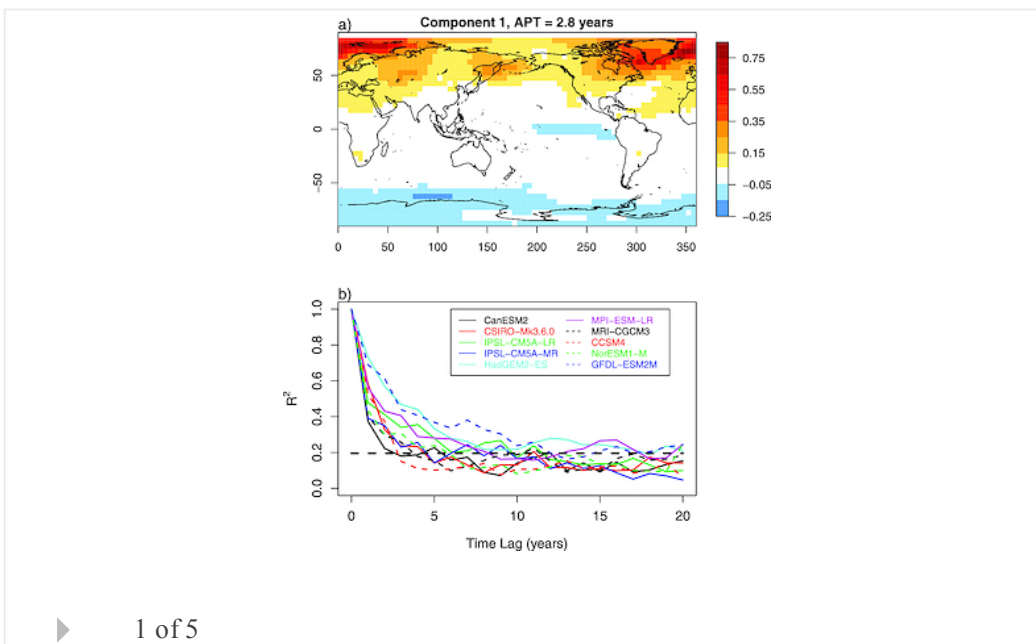 a)
Component 1, APT = 2.8 years
50
0
−50
0 50 100 150 200 250 300 350
0.75
0.55
0.35
0.15
−0.05
−0.25
b)
R²
1.0
0.8
0.6
0.4
0.2
0.0
CanESM2
CSIRO−Mk3.6.0
IPSL−CM5A−LR
IPSL−CM5A−MR
HadGEM2−ES
MPI−ESM−LR
MRI−CGCM3
CCSM4
NorESM1−M
GFDL−ESM2M
0 5 10 15 20
Time Lag (years)
1 of 5